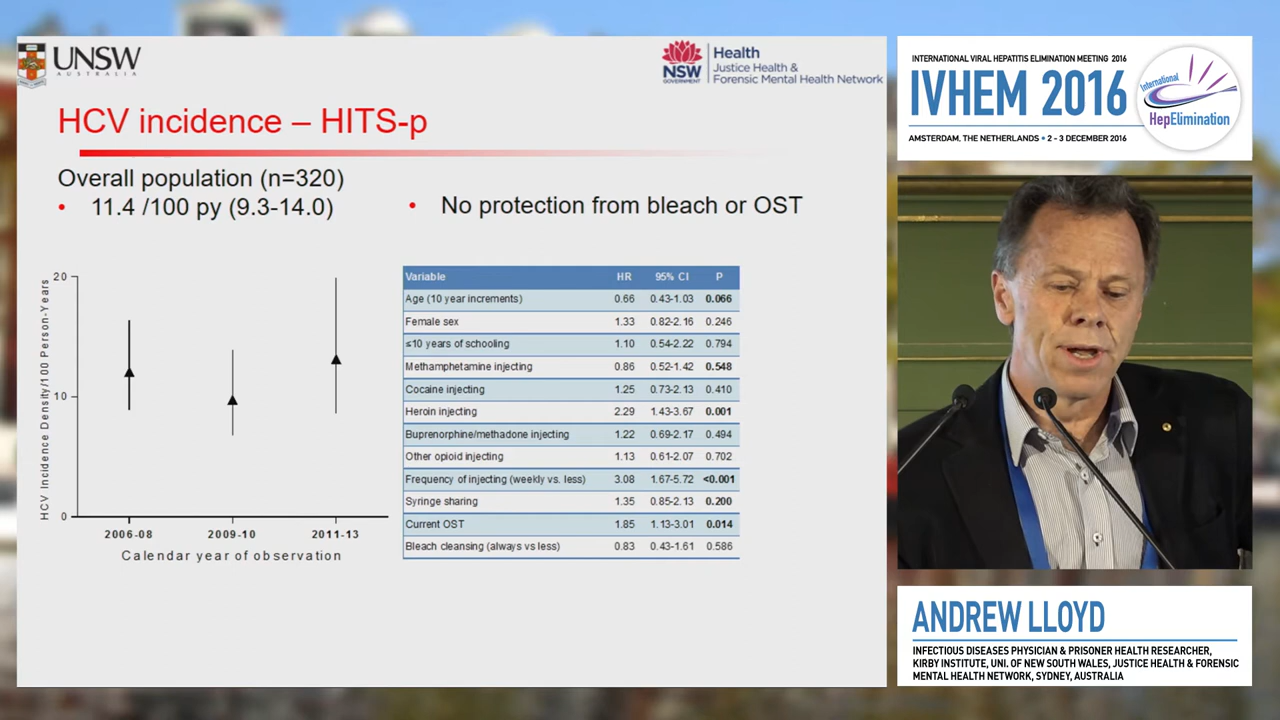 UNSW
AUSTRALIA
NSW
GOVERNMENT
Health
Justice Health &
Forensic Mental Health Network
HCV incidence – HITS-p
Overall population (n=320)
• 11.4 /100 py (9.3-14.0)
• No protection from bleach or OST
HCV Incidence Density/100 Person-Years
20
10
0
2006-08 2009-10 2011-13
Calendar year of observation
Variable HR 95% CI P
Age (10 year increments) 0.66 0.43-1.03 0.066
Female sex 1.33 0.82-2.16 0.246
≤10 years of schooling 1.10 0.54-2.22 0.794
Methamphetamine injecting 0.86 0.52-1.42 0.548
Cocaine injecting 1.25 0.73-2.13 0.410
Heroin injecting 2.29 1.43-3.67 0.001
Buprenorphine/methadone injecting 1.22 0.69-2.17 0.494
Other opioid injecting 1.13 0.61-2.07 0.702
Frequency of injecting (weekly vs. less) 3.08 1.67-5.72 <0.001
Syringe sharing 1.35 0.85-2.13 0.200
Current OST 1.85 1.13-3.01 0.014
Bleach cleansing (always vs less) 0.83 0.43-1.61 0.586
INTERNATIONAL VIRAL HEPATITIS ELIMINATION MEETING 2016
IVHEM 2016
AMSTERDAM, THE NETHERLANDS • 2 - 3 DECEMBER 2016
International
HepElimination
ANDREW LLOYD
INFECTIOUS DISEASES PHYSICIAN & PRISONER HEALTH RESEARCHER,
KIRBY INSTITUTE, UNI. OF NEW SOUTH WALES, JUSTICE HEALTH & FORENSIC
MENTAL HEALTH NETWORK, SYDNEY, AUSTRALIA